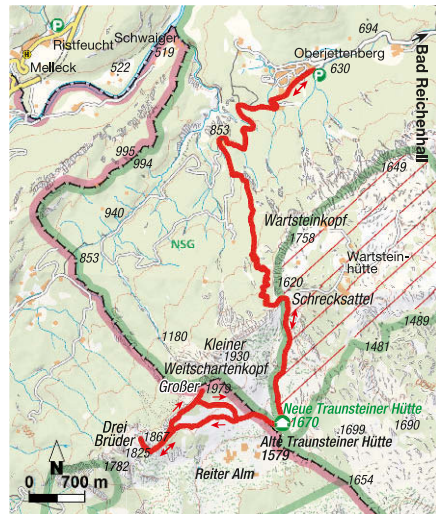 694
Schwaiger
Ristfeucht
519
Oberjettenberg
P
Melleck
522
P
630
Bad Reichenhall
853
995
994
1649
940
Wartsteinkopf
NSG
1758
Wartstein-
hütte
853
1620
Schrecksattel
1489
1180
Kleiner
1930
1481
Weitschartenkopf
Großer
1979
Neue Traunsteiner Hütte
1670
Drei
Brüder
1867
1825
1699
1690
Alte Traunsteiner Hütte
1579
1782
Reiter Alm
1654
N
0
700 m